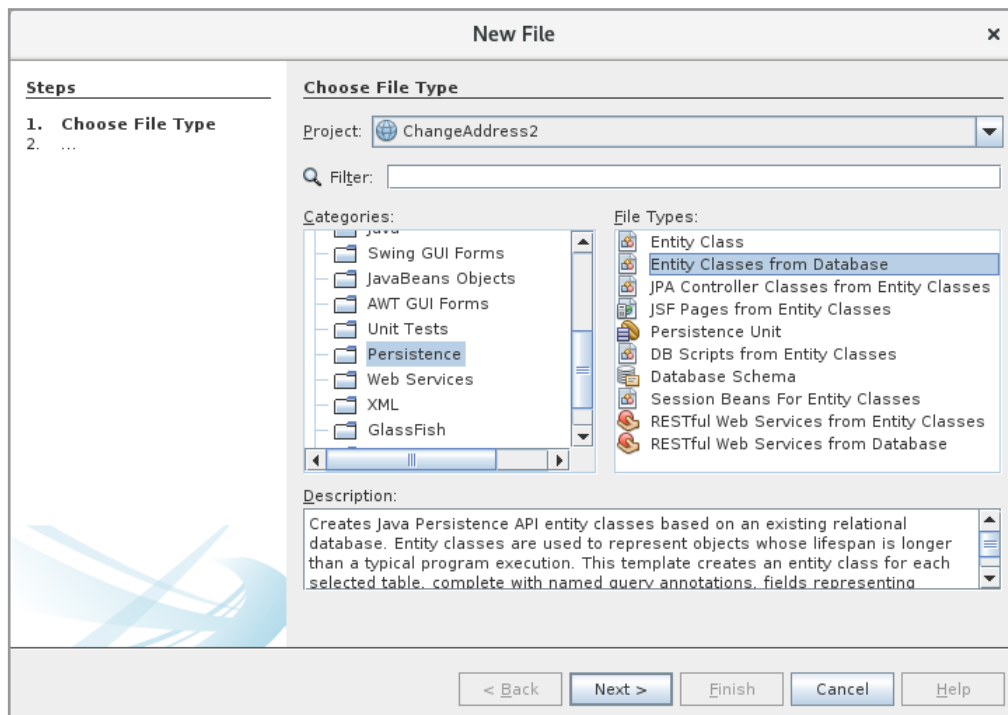 New File
Steps
1. Choose File Type
2. ...
Choose File Type
Project: ChangeAddress2
Filter:
Categories:
Java
Swing GUI Forms
JavaBeans Objects
AWT GUI Forms
Unit Tests
Persistence
Web Services
XML
GlassFish
File Types:
Entity Class
Entity Classes from Database
JPA Controller Classes from Entity Classes
JSF Pages from Entity Classes
Persistence Unit
DB Scripts from Entity Classes
Database Schema
Session Beans For Entity Classes
RESTful Web Services from Entity Classes
RESTful Web Services from Database
Description:
Creates Java Persistence API entity classes based on an existing relational
database. Entity classes are used to represent objects whose lifespan is longer
than a typical program execution. This template creates an entity class for each
selected table, complete with named query annotations, fields representing
< Back Next > Finish Cancel Help